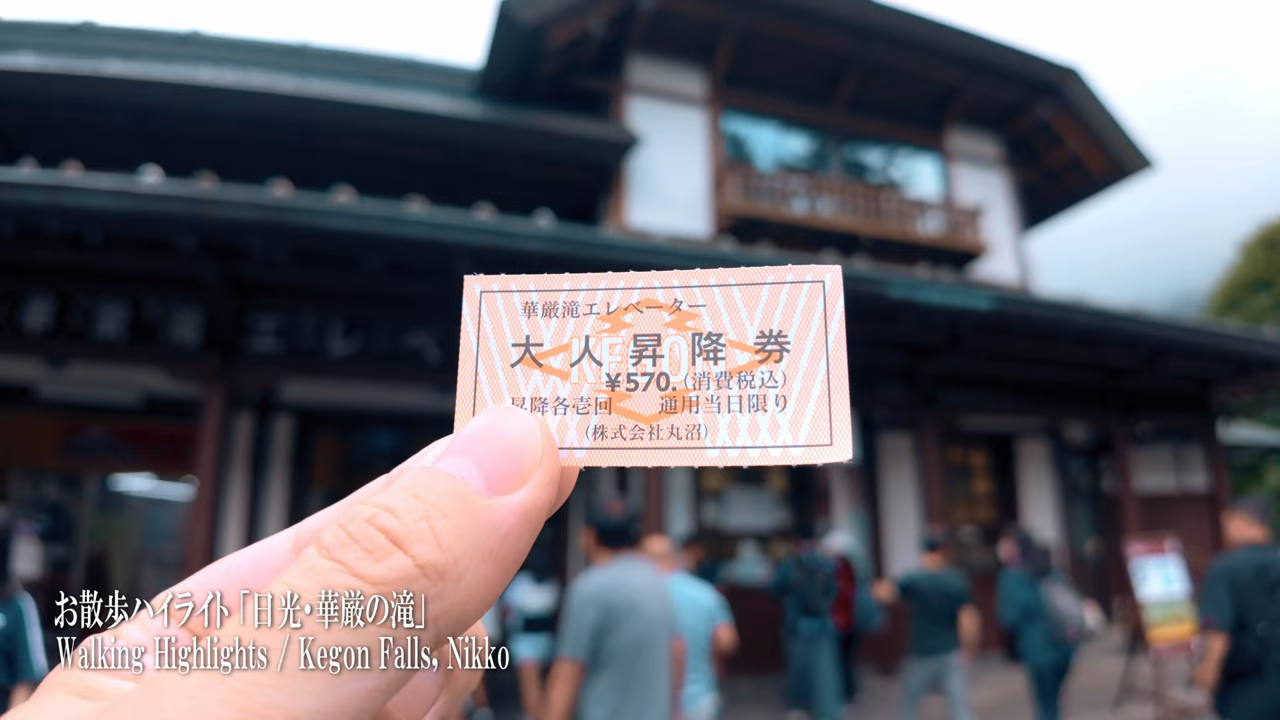 華厳滝エレベーター
大人昇降券
KEGON
¥570.(消費税込)
昇降各壱回 通用当日限り
(株式会社丸沼)
お散歩ハイライト「日光・華厳の滝」
Walking Highlights / Kegon Falls, Nikko